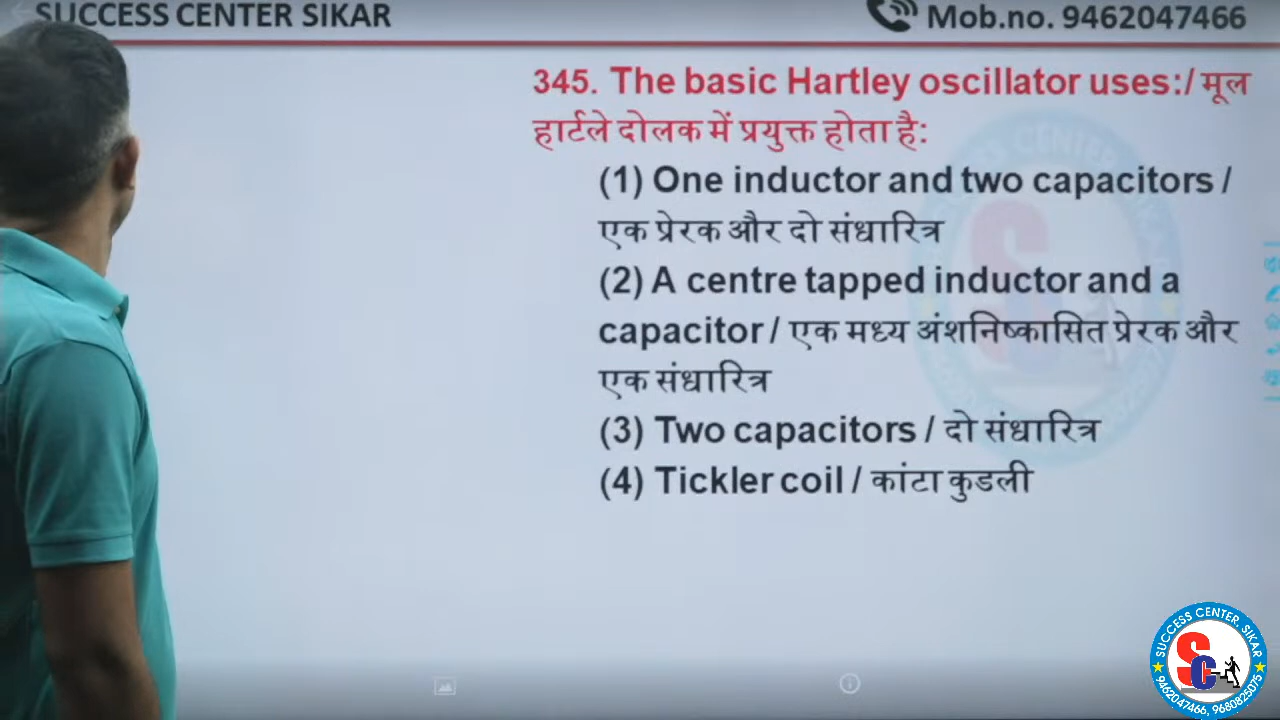 SUCCESS CENTER SIKAR
Mob.no. 9462047466
345. The basic Hartley oscillator uses:/ मूल
हार्टले दोलक में प्रयुक्त होता है:
(1) One inductor and two capacitors /
एक प्रेरक और दो संधारित्र
(2) A centre tapped inductor and a
capacitor / एक मध्य अंशनिष्कासित प्रेरक और
एक संधारित्र
(3) Two capacitors / दो संधारित्र
(4) Tickler coil / कांटा कुडली
SUCCESS CENTER, SIKAR
SC
9462047466, 9680825075